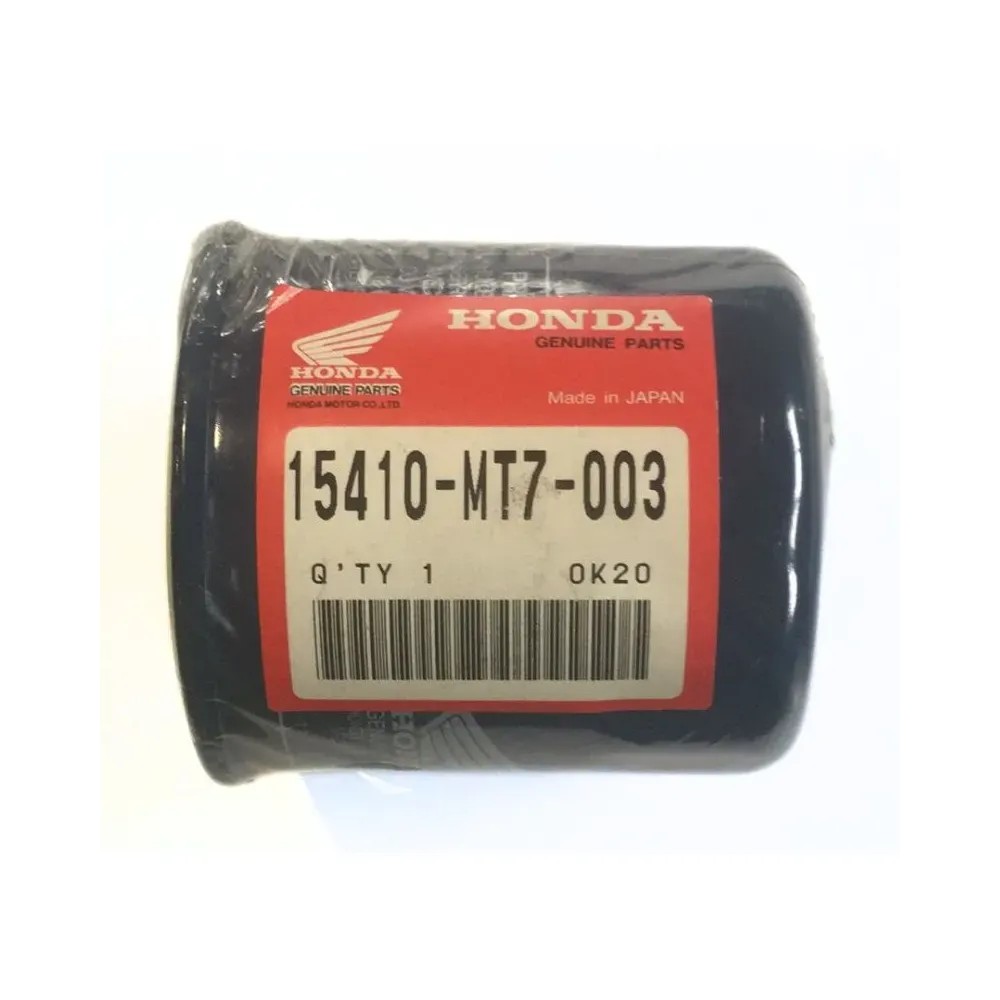 HONDA
GENUINE PARTS
HONDA
GENUINE PARTS
HONDA MOTOR CO.,LTD.
Made in JAPAN
15410-MT7-003
Q'TY 1 0K20